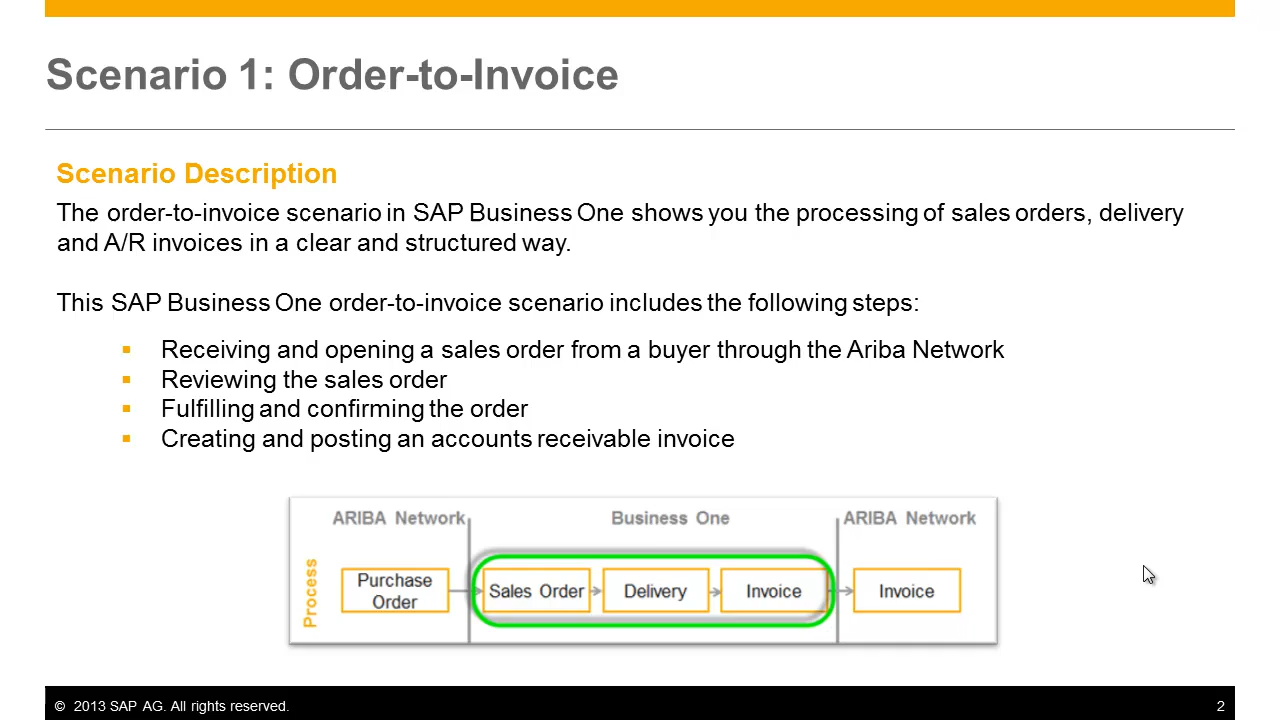 Scenario 1: Order-to-Invoice
Scenario Description
The order-to-invoice scenario in SAP Business One shows you the processing of sales orders, delivery
and A/R invoices in a clear and structured way.
This SAP Business One order-to-invoice scenario includes the following steps:
Receiving and opening a sales order from a buyer through the Ariba Network
Reviewing the sales order
Fulfilling and confirming the order
Creating and posting an accounts receivable invoice
ARIBA Network
Business One
ARIBA Network
Process
Purchase
Order
Sales Order
Delivery
Invoice
Invoice
© 2013 SAP AG. All rights reserved.
2